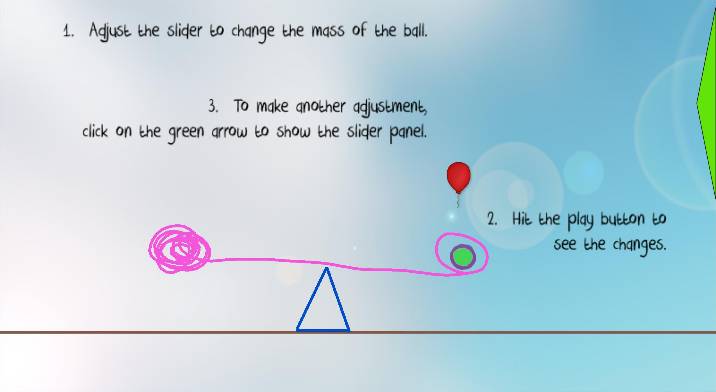 1. Adjust the slider to change the mass of the ball.
3. To make another adjustment,
click on the green arrow to show the slider panel.
2. Hit the play button to
see the changes.